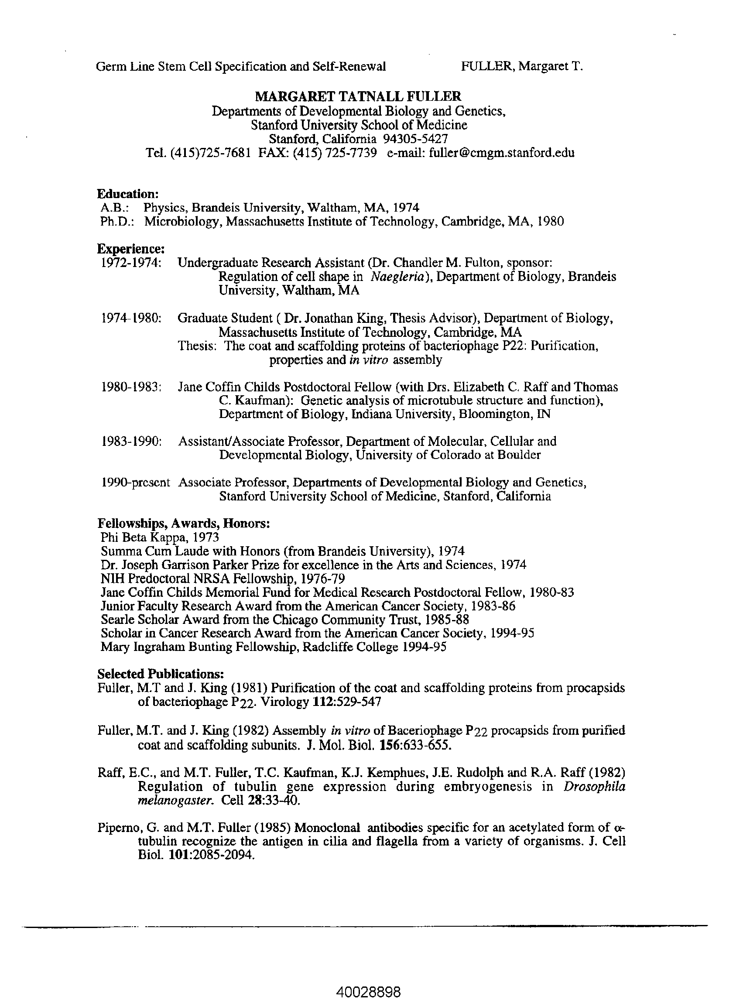 Germ Line Stem Cell Specification and Self-Renewal FULLER, Margaret T.
MARGARET TATNALL FULLER
Departments of Developmental Biology and Genetics,
Stanford University School of Medicine
Stanford, California 94305-5427
Tel. (415)725-7681 FAX: (415) 725-7739 e-mail: fuller@cmgm.stanford.edu
Education:
A.B.: Physics, Brandeis University, Waltham, MA, 1974
Ph.D.: Microbiology, Massachusetts Institute of Technology, Cambridge, MA, 1980
Experience:
1972-1974: Undergraduate Research Assistant (Dr. Chandler M. Fulton, sponsor:
Regulation of cell shape in Naegleria), Department of Biology, Brandeis
University, Waltham, MA
1974-1980: Graduate Student ( Dr. Jonathan King, Thesis Advisor), Department of Biology,
Massachusetts Institute of Technology, Cambridge, MA
Thesis: The coat and scaffolding proteins of bacteriophage P22: Purification,
properties and in vitro assembly
1980-1983: Jane Coffin Childs Postdoctoral Fellow (with Drs. Elizabeth C. Raff and Thomas
C. Kaufman): Genetic analysis of microtubule structure and function),
Department of Biology, Indiana University, Bloomington, IN
1983-1990: Assistant/Associate Professor, Department of Molecular, Cellular and
Developmental Biology, University of Colorado at Boulder
1990-present Associate Professor, Departments of Developmental Biology and Genetics,
Stanford University School of Medicine, Stanford, California
Fellowships, Awards, Honors:
Phi Beta Kappa, 1973
Summa Cum Laude with Honors (from Brandeis University), 1974
Dr. Joseph Garrison Parker Prize for excellence in the Arts and Sciences, 1974
NIH Predoctoral NRSA Fellowship, 1976-79
Jane Coffin Childs Memorial Fund for Medical Research Postdoctoral Fellow, 1980-83
Junior Faculty Research Award from the American Cancer Society, 1983-86
Searle Scholar Award from the Chicago Community Trust, 1985-88
Scholar in Cancer Research Award from the American Cancer Society, 1994-95
Mary Ingraham Bunting Fellowship, Radcliffe College 1994-95
Selected Publications:
Fuller, M.T and J. King (1981) Purification of the coat and scaffolding proteins from procapsids
of bacteriophage P22. Virology 112:529-547
Fuller, M.T. and J. King (1982) Assembly in vitro of Baceriophage P22 procapsids from purified
coat and scaffolding subunits. J. Mol. Biol. 156:633-655.
Raff, E.C., and M.T. Fuller, T.C. Kaufman, K.J. Kemphues, J.E. Rudolph and R.A. Raff (1982)
Regulation of tubulin gene expression during embryogenesis in Drosophila
melanogaster. Cell 28:33-40.
Piperno, G. and M.T. Fuller (1985) Monoclonal antibodies specific for an acetylated form of α-
tubulin recognize the antigen in cilia and flagella from a variety of organisms. J. Cell
Biol. 101:2085-2094.
40028898